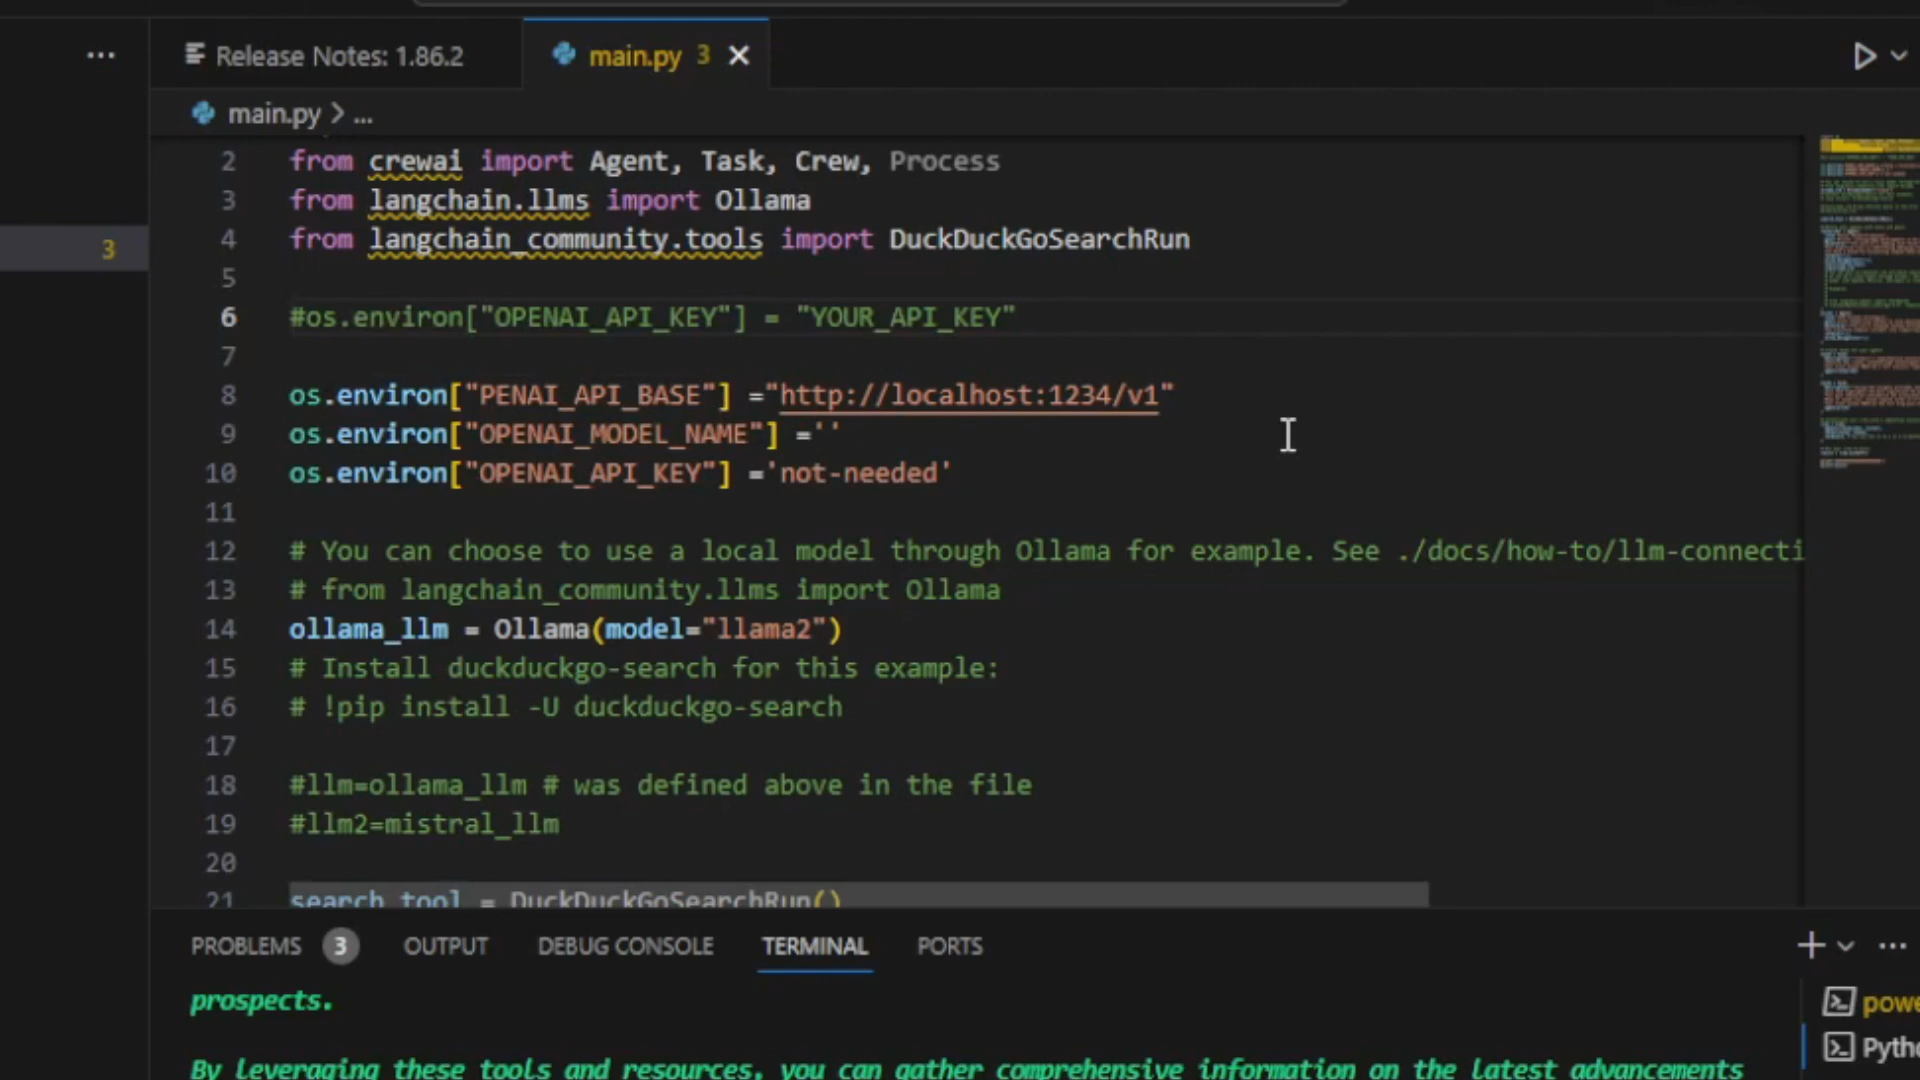 ... Release Notes: 1.86.2 main.py 3
main.py > ...
2 from crewai import Agent, Task, Crew, Process
3 from langchain.llms import Ollama
4 from langchain_community.tools import DuckDuckGoSearchRun
3
5
6 #os.environ["OPENAI_API_KEY"] = "YOUR_API_KEY"
7
8 os.environ["PENAI_API_BASE"] ="http://localhost:1234/v1"
9 os.environ["OPENAI_MODEL_NAME"] =''
10 os.environ["OPENAI_API_KEY"] ='not-needed'
11
12 # You can choose to use a local model through Ollama for example. See ./docs/how-to/llm-connecti
13 # from langchain_community.llms import Ollama
14 ollama_llm = Ollama(model="llama2")
15 # Install duckduckgo-search for this example:
16 # !pip install -U duckduckgo-search
17
18 #llm=ollama_llm # was defined above in the file
19 #llm2=mistral_llm
20
21 search_tool = DuckDuckGoSearchRun()
PROBLEMS 3 OUTPUT DEBUG CONSOLE TERMINAL PORTS
prospects.
powe
Pytho
By leveraging these tools and resources, you can gather comprehensive information on the latest advancements